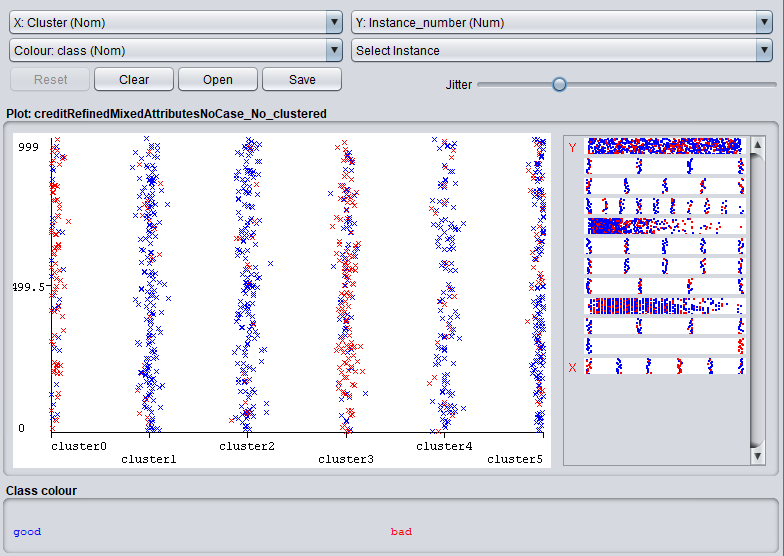 X: Cluster (Nom) Y: Instance_number (Num)
Colour: class (Nom) Select Instance
Reset Clear Open Save Jitter
Plot: creditRefinedMixedAttributesNoCase_No_clustered
999
499.5
0
cluster0 cluster2 cluster4
cluster1 cluster3 cluster5
Y
X
Class colour
good bad